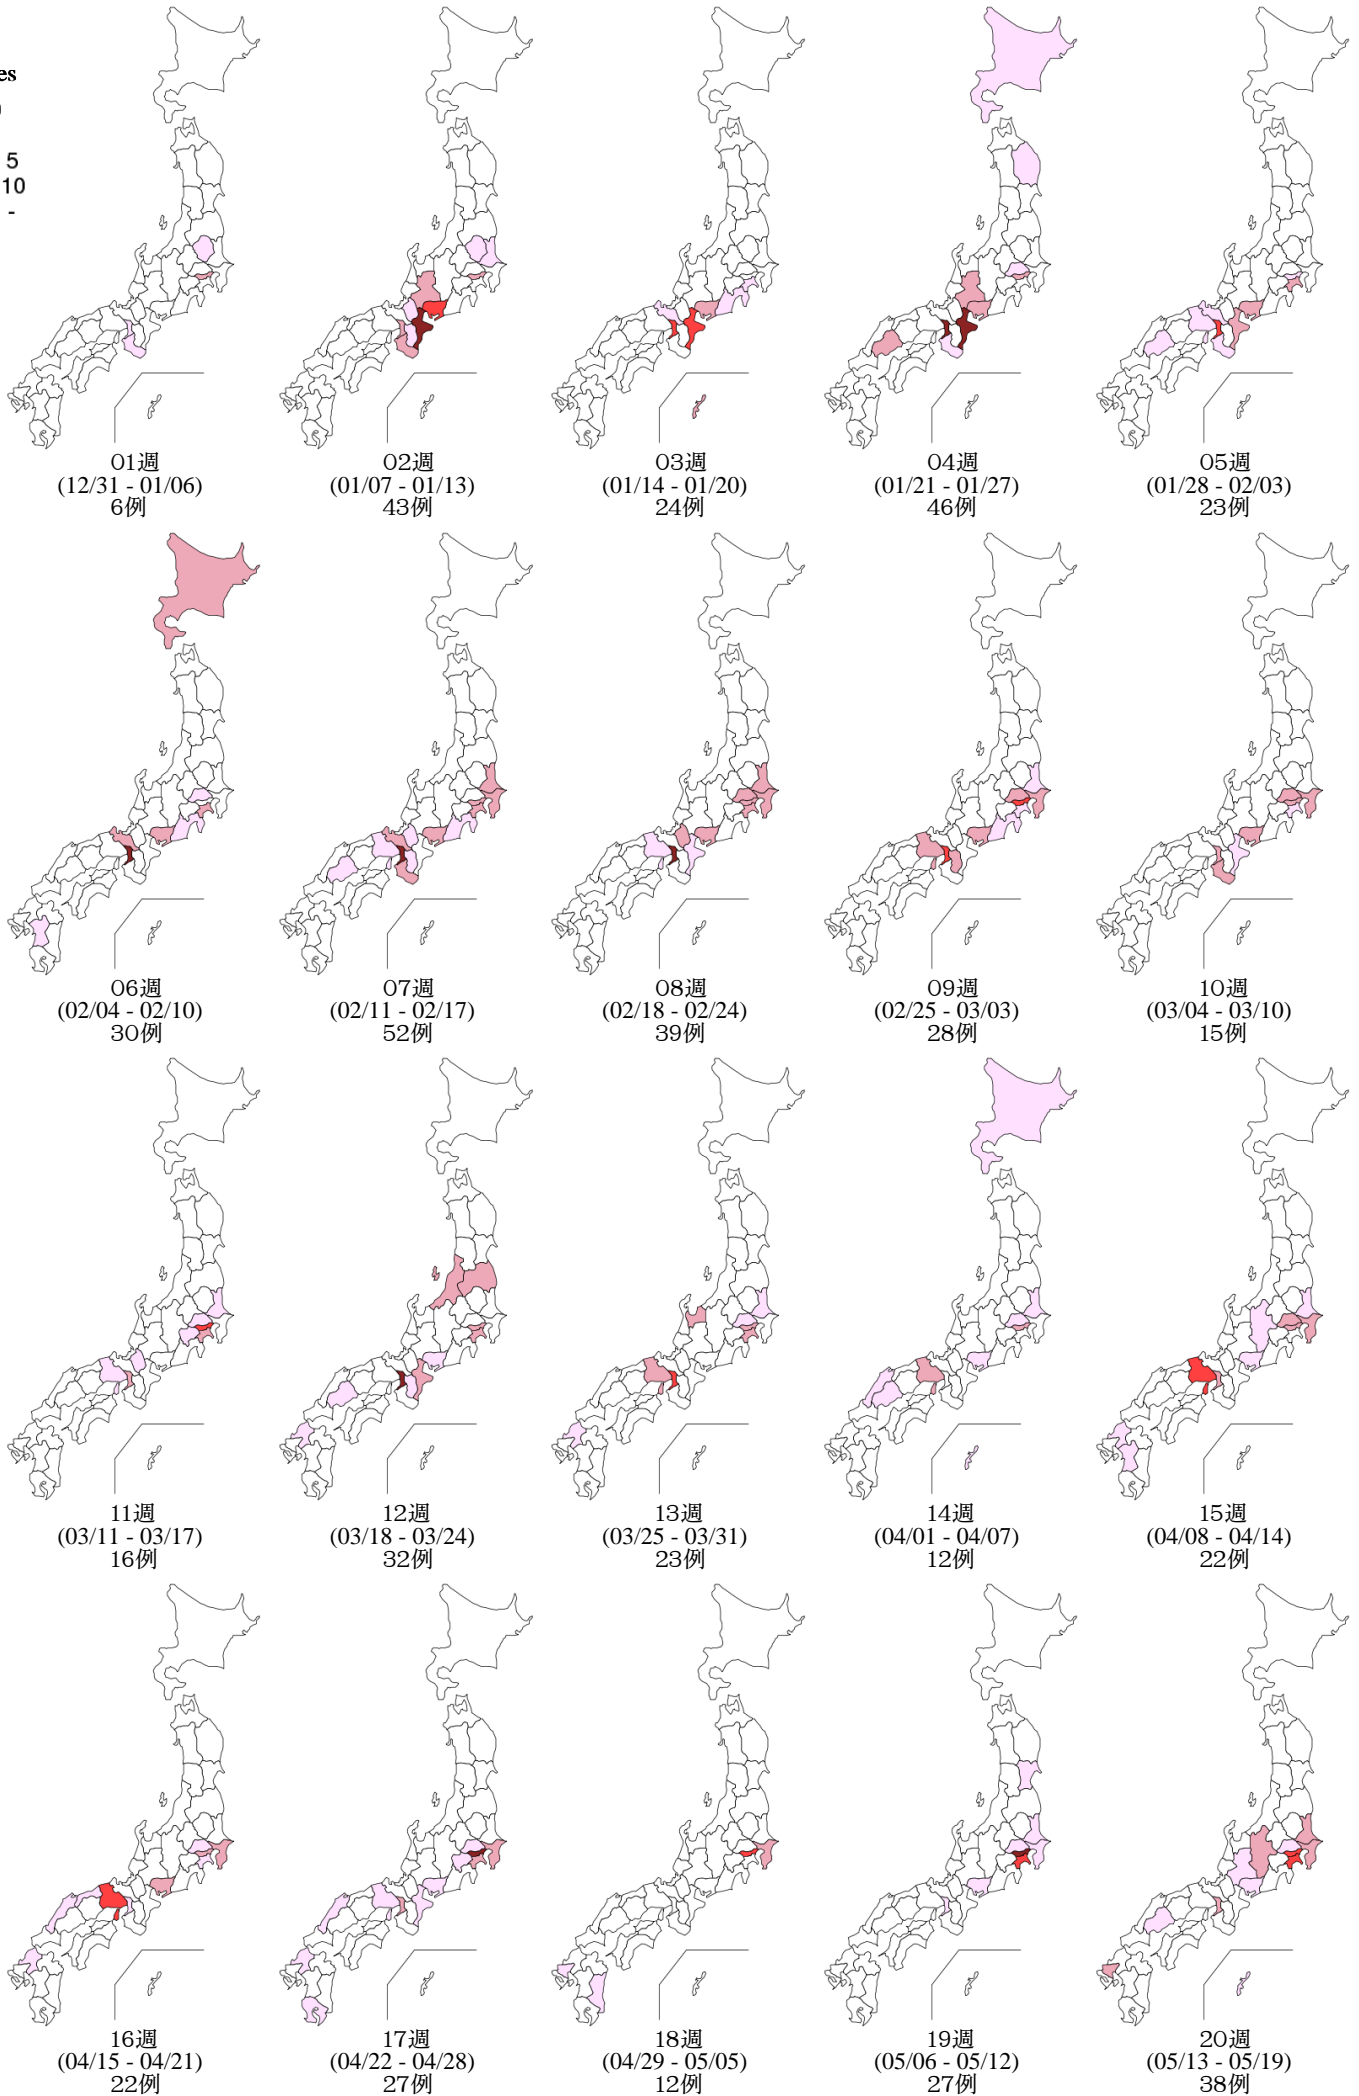 es
5
10
-
01週
(12/31 - 01/06)
6例
02週
(01/07 - 01/13)
43例
03週
(01/14 - 01/20)
24例
04週
(01/21 - 01/27)
46例
05週
(01/28 - 02/03)
23例
06週
(02/04 - 02/10)
30例
07週
(02/11 - 02/17)
52例
08週
(02/18 - 02/24)
39例
09週
(02/25 - 03/03)
28例
10週
(03/04 - 03/10)
15例
11週
(03/11 - 03/17)
16例
12週
(03/18 - 03/24)
32例
13週
(03/25 - 03/31)
23例
14週
(04/01 - 04/07)
12例
15週
(04/08 - 04/14)
22例
16週
(04/15 - 04/21)
22例
17週
(04/22 - 04/28)
27例
18週
(04/29 - 05/05)
12例
19週
(05/06 - 05/12)
27例
20週
(05/13 - 05/19)
38例